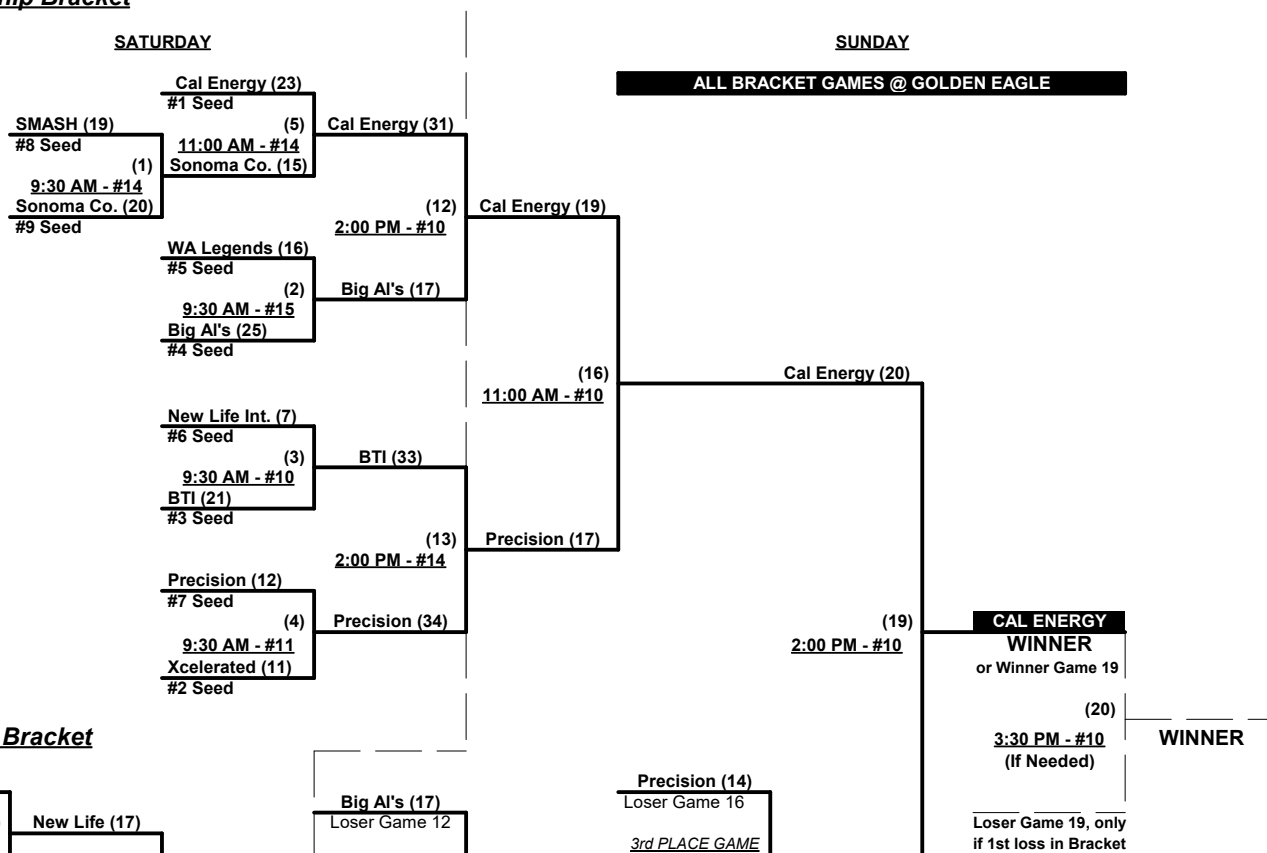 hip Bracket
SATURDAY
SUNDAY
ALL BRACKET GAMES @ GOLDEN EAGLE
Cal Energy (23)
#1 Seed
SMASH (19)
#8 Seed
(5)
11:00 AM - #14
Cal Energy (31)
(1)
9:30 AM - #14
Sonoma Co. (15)
Sonoma Co. (20)
#9 Seed
(12)
2:00 PM - #10
Cal Energy (19)
WA Legends (16)
#5 Seed
(2)
9:30 AM - #15
Big Al's (17)
Big Al's (25)
#4 Seed
(16)
11:00 AM - #10
Cal Energy (20)
New Life Int. (7)
#6 Seed
(3)
9:30 AM - #10
BTI (33)
BTI (21)
#3 Seed
(13)
2:00 PM - #14
Precision (17)
Precision (12)
#7 Seed
(4)
9:30 AM - #11
Precision (34)
Xcelerated (11)
#2 Seed
(19)
2:00 PM - #10
CAL ENERGY
WINNER
or Winner Game 19
(20)
3:30 PM - #10
(If Needed)
WINNER
Bracket
Precision (14)
Loser Game 16
Big Al's (17)
Loser Game 12
New Life (17)
3rd PLACE GAME
Loser Game 19, only
if 1st loss in Bracket